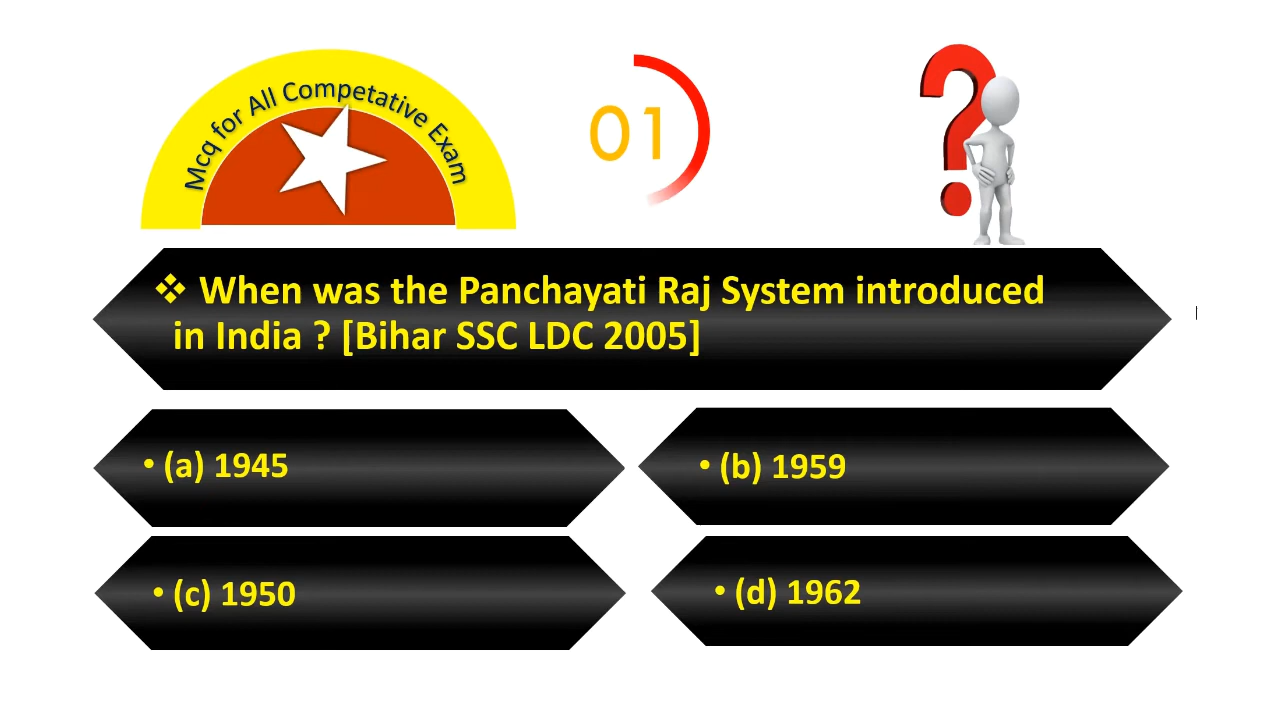 Mcq for All Competative Exam
01
❖ When was the Panchayati Raj System introduced
in India ? [Bihar SSC LDC 2005]
• (a) 1945
• (b) 1959
• (c) 1950
• (d) 1962